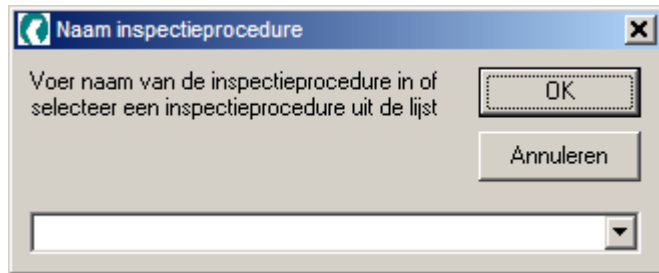 Naam inspectieprocedure
Voer naam van de inspectieprocedure in of
selecteer een inspectieprocedure uit de lijst
OK
Annuleren